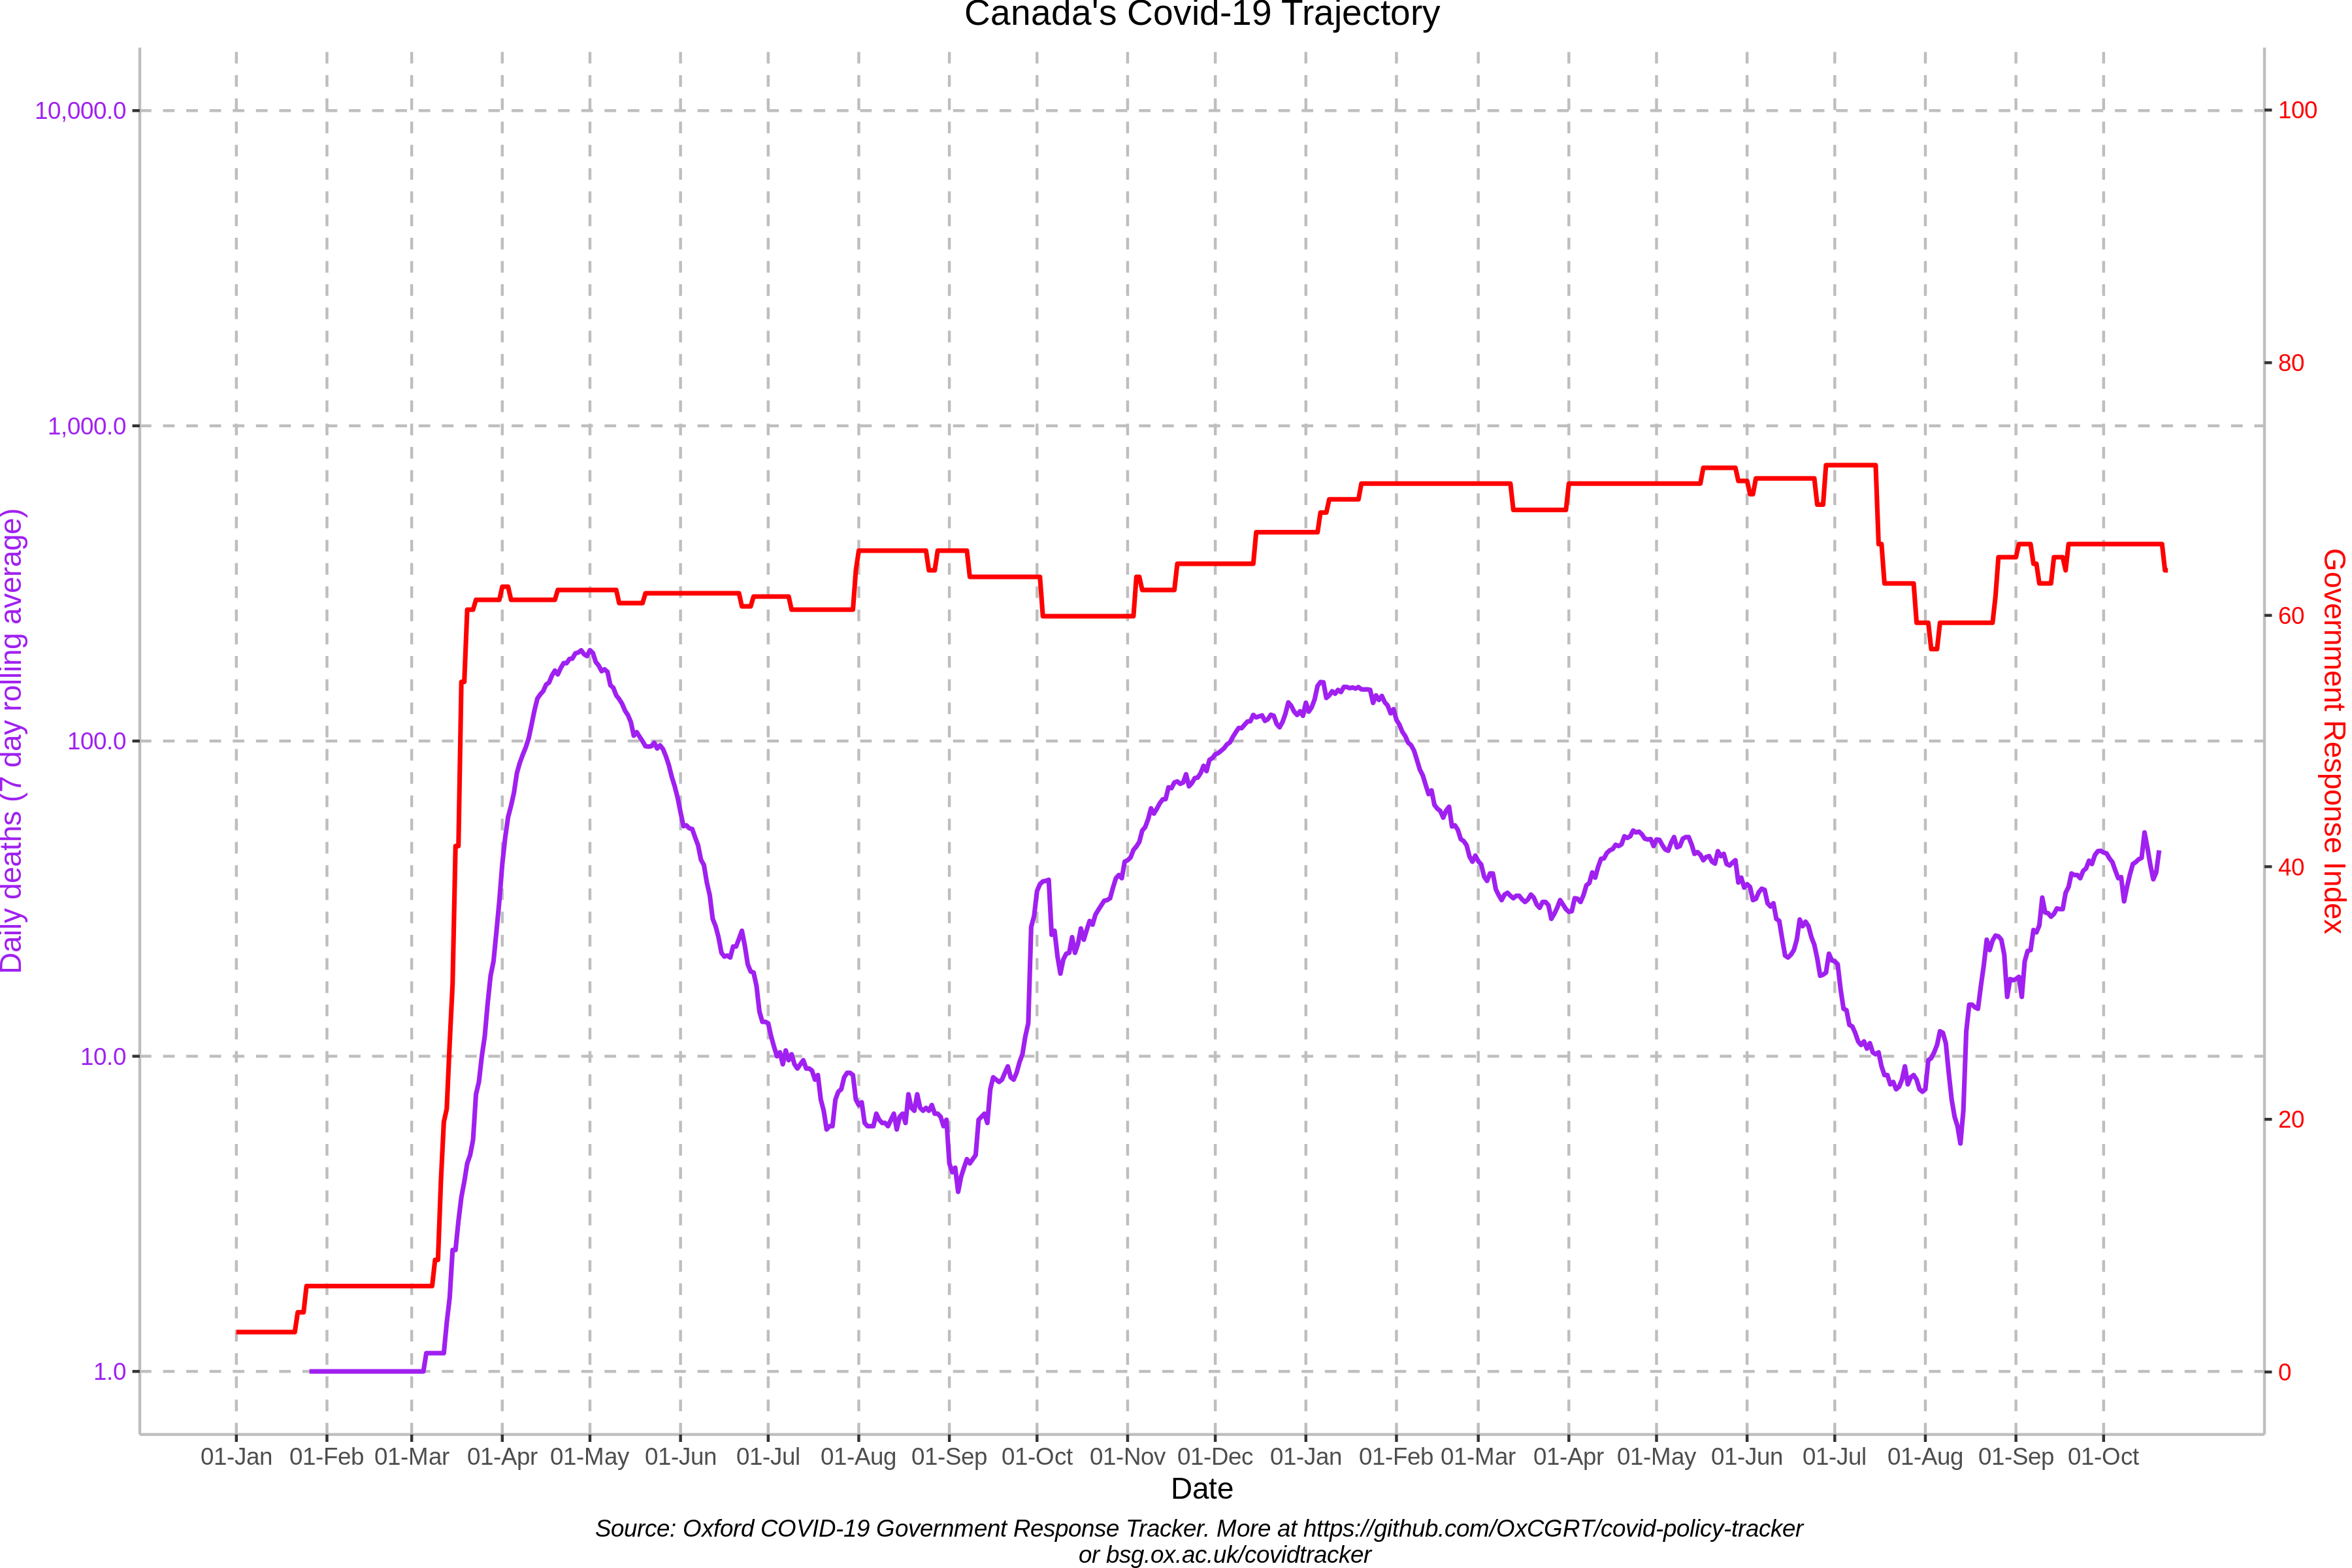 Canada's Covid-19 Trajectory
10,000.0
1,000.0
100.0
10.0
1.0
Daily deaths (7 day rolling average)
100
80
60
40
20
0
Government Response Index
01-Jan 01-Feb 01-Mar 01-Apr 01-May 01-Jun 01-Jul 01-Aug 01-Sep 01-Oct 01-Nov 01-Dec 01-Jan 01-Feb 01-Mar 01-Apr 01-May 01-Jun 01-Jul 01-Aug 01-Sep 01-Oct
Date
Source: Oxford COVID-19 Government Response Tracker. More at https://github.com/OxCGRT/covid-policy-tracker
or bsg.ox.ac.uk/covidtracker